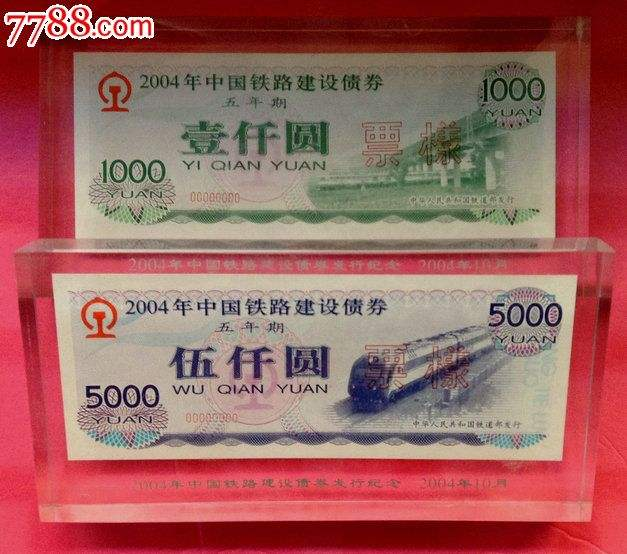 7788.com
2004年中国铁路建设债券
1000
YUAN
五年期
壹仟圆
票樣
YI QIAN YUAN
1000
YUAN
00000000
中华人民共和国铁道部发行
2004年中国铁路建设债券发行纪念 2004年10月
2004年中国铁路建设债券
5000
YUAN
五年期
伍仟圆
票樣
WU QIAN YUAN
5000
YUAN
00000000
中华人民共和国铁道部发行
2004年中国铁路建设债券发行纪念 2004年10月